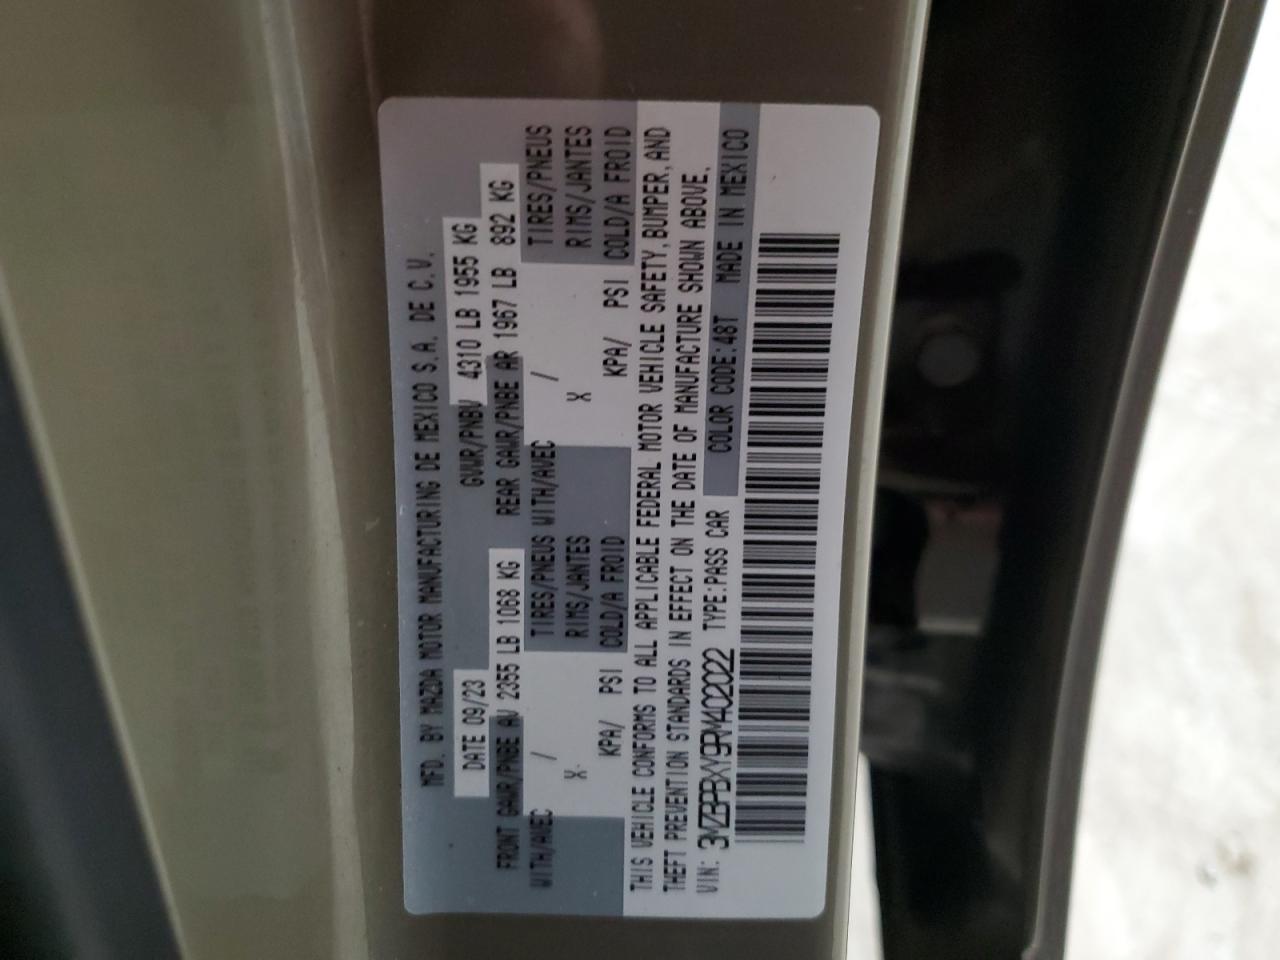 MFD. BY MAZDA MOTOR MANUFACTURING DE MEXICO S.A. DE C.V.
DATE 09/23 GVWR/PNBV 4310 LB 1955 KG
FRONT GAWR/PNBE AV 2355 LB 1068 KG REAR GAWR/PNBE AR 1967 LB 892 KG
WITH/AVEC / TIRES/PNEUS WITH/AVEC / TIRES/PNEUS
X RIMS/JANTES X RIMS/JANTES
KPA/ PSI COLD/A FROID KPA/ PSI COLD/A FROID
THIS VEHICLE CONFORMS TO ALL APPLICABLE FEDERAL MOTOR VEHICLE SAFETY, BUMPER, AND
THEFT PREVENTION STANDARDS IN EFFECT ON THE DATE OF MANUFACTURE SHOWN ABOVE.
VIN: 3MZBPBXY9RM402022 TYPE:PASS CAR COLOR CODE:48T MADE IN MEXICO